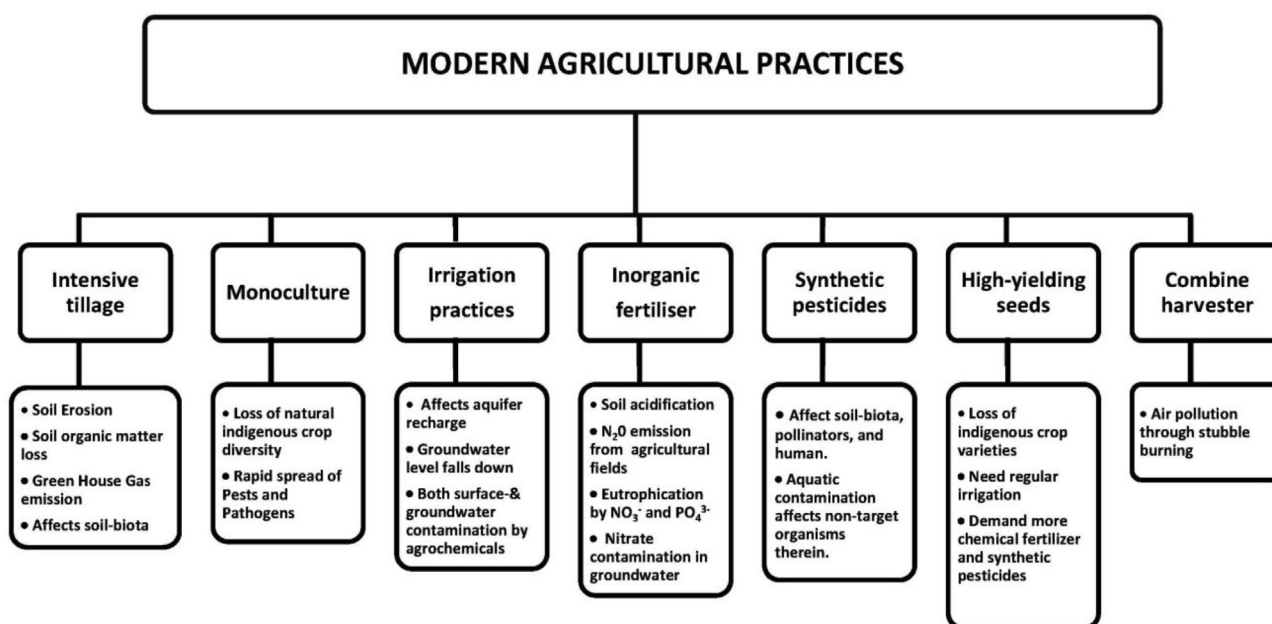 MODERN AGRICULTURAL PRACTICES
Intensive
tillage
Monoculture
Irrigation
practices
Inorganic
fertiliser
Synthetic
pesticides
High-yielding
seeds
Combine
harvester
• Soil Erosion
• Soil organic matter
loss
• Green House Gas
emission
• Affects soil-biota
• Loss of natural
indigenous crop
diversity
• Rapid spread of
Pests and
Pathogens
• Affects aquifer
recharge
• Groundwater
level falls down
• Both surface-&
groundwater
contamination by
agrochemicals
• Soil acidification
• N₂0 emission
from agricultural
fields
• Eutrophication
by NO₃⁻ and PO₄³⁻
• Nitrate
contamination in
groundwater
• Affect soil-biota,
pollinators, and
human.
• Aquatic
contamination
affects non-target
organisms
therein.
• Loss of
indigenous crop
varieties
• Need regular
irrigation
• Demand more
chemical fertilizer
and synthetic
pesticides
• Air pollution
through stubble
burning